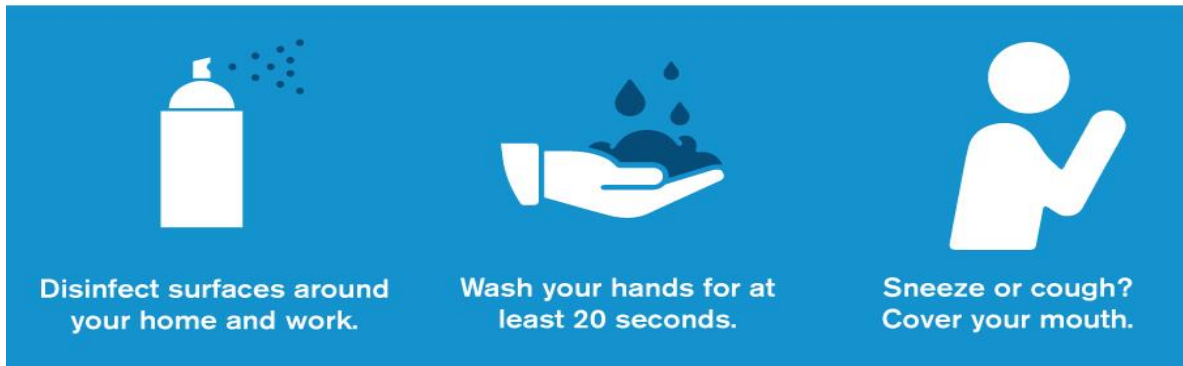 Disinfect surfaces around
your home and work.
Wash your hands for at
least 20 seconds.
Sneeze or cough?
Cover your mouth.